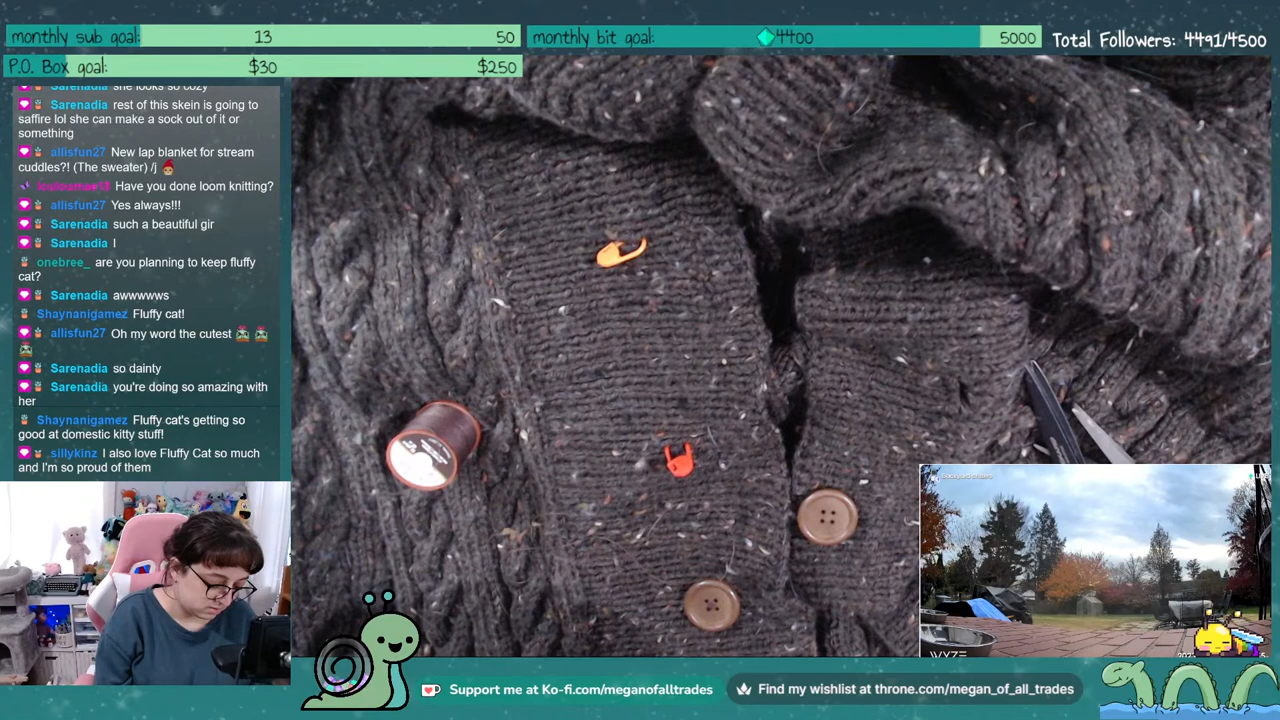 monthly sub goal: 13 50
monthly bit goal: 4400 5000
Total Followers: 4491/4500
P.O. Box goal: $30 $250
Sarenadia she looks so cozy
Sarenadia rest of this skein is going to
saffire lol she can make a sock out of it or
something
allisfun27 New lap blanket for stream
cuddles?! (The sweater) /j
Have you done loom knitting?
allisfun27 Yes always!!!
Sarenadia such a beautiful gir
Sarenadia I
onebree_ are you planning to keep fluffy
cat?
Sarenadia awwwwws
Shaynanigamez Fluffy cat!
allisfun27 Oh my word the cutest
Sarenadia so dainty
Sarenadia you're doing so amazing with
her
Shaynanigamez Fluffy cat's getting so
good at domestic kitty stuff!
sillykinz I also love Fluffy Cat so much
and I'm so proud of them
WYZE
Support me at Ko-fi.com/meganofalltrades
Find my wishlist at throne.com/megan_of_all_trades